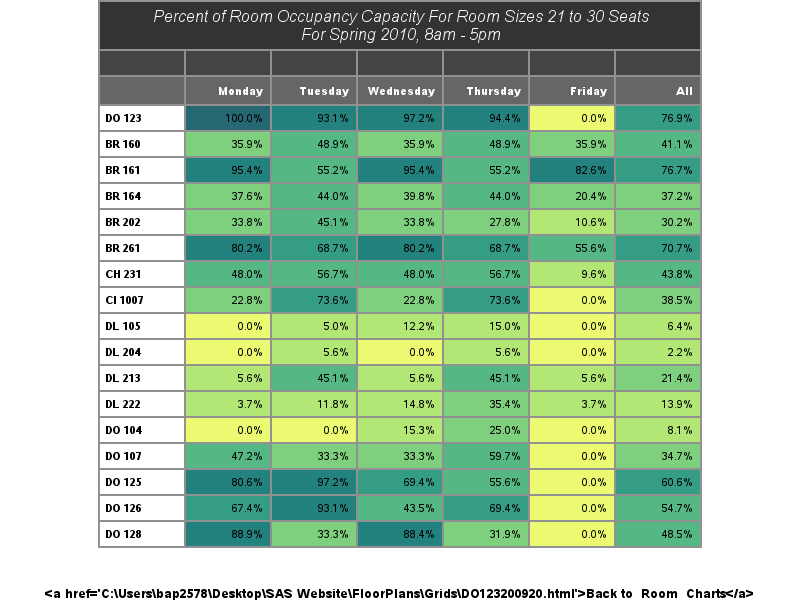 Percent of Room Occupancy Capacity For Room Sizes 21 to 30 Seats
For Spring 2010, 8am - 5pm
Monday Tuesday Wednesday Thursday Friday All
DO 123 100.0% 93.1% 97.2% 94.4% 0.0% 76.9%
BR 160 35.9% 48.9% 35.9% 48.9% 35.9% 41.1%
BR 161 95.4% 55.2% 95.4% 55.2% 82.6% 76.7%
BR 164 37.6% 44.0% 39.8% 44.0% 20.4% 37.2%
BR 202 33.8% 45.1% 33.8% 27.8% 10.6% 30.2%
BR 261 80.2% 68.7% 80.2% 68.7% 55.6% 70.7%
CH 231 48.0% 56.7% 48.0% 56.7% 9.6% 43.8%
CI 1007 22.8% 73.6% 22.8% 73.6% 0.0% 38.5%
DL 105 0.0% 5.0% 12.2% 15.0% 0.0% 6.4%
DL 204 0.0% 5.6% 0.0% 5.6% 0.0% 2.2%
DL 213 5.6% 45.1% 5.6% 45.1% 5.6% 21.4%
DL 222 3.7% 11.8% 14.8% 35.4% 3.7% 13.9%
DO 104 0.0% 0.0% 15.3% 25.0% 0.0% 8.1%
DO 107 47.2% 33.3% 33.3% 59.7% 0.0% 34.7%
DO 125 80.6% 97.2% 69.4% 55.6% 0.0% 60.6%
DO 126 67.4% 93.1% 43.5% 69.4% 0.0% 54.7%
DO 128 88.9% 33.3% 88.4% 31.9% 0.0% 48.5%
<a href='C:\Users\bap2578\Desktop\SAS Website\FloorPlans\Grids\DO123200920.html'>Back to Room Charts</a>